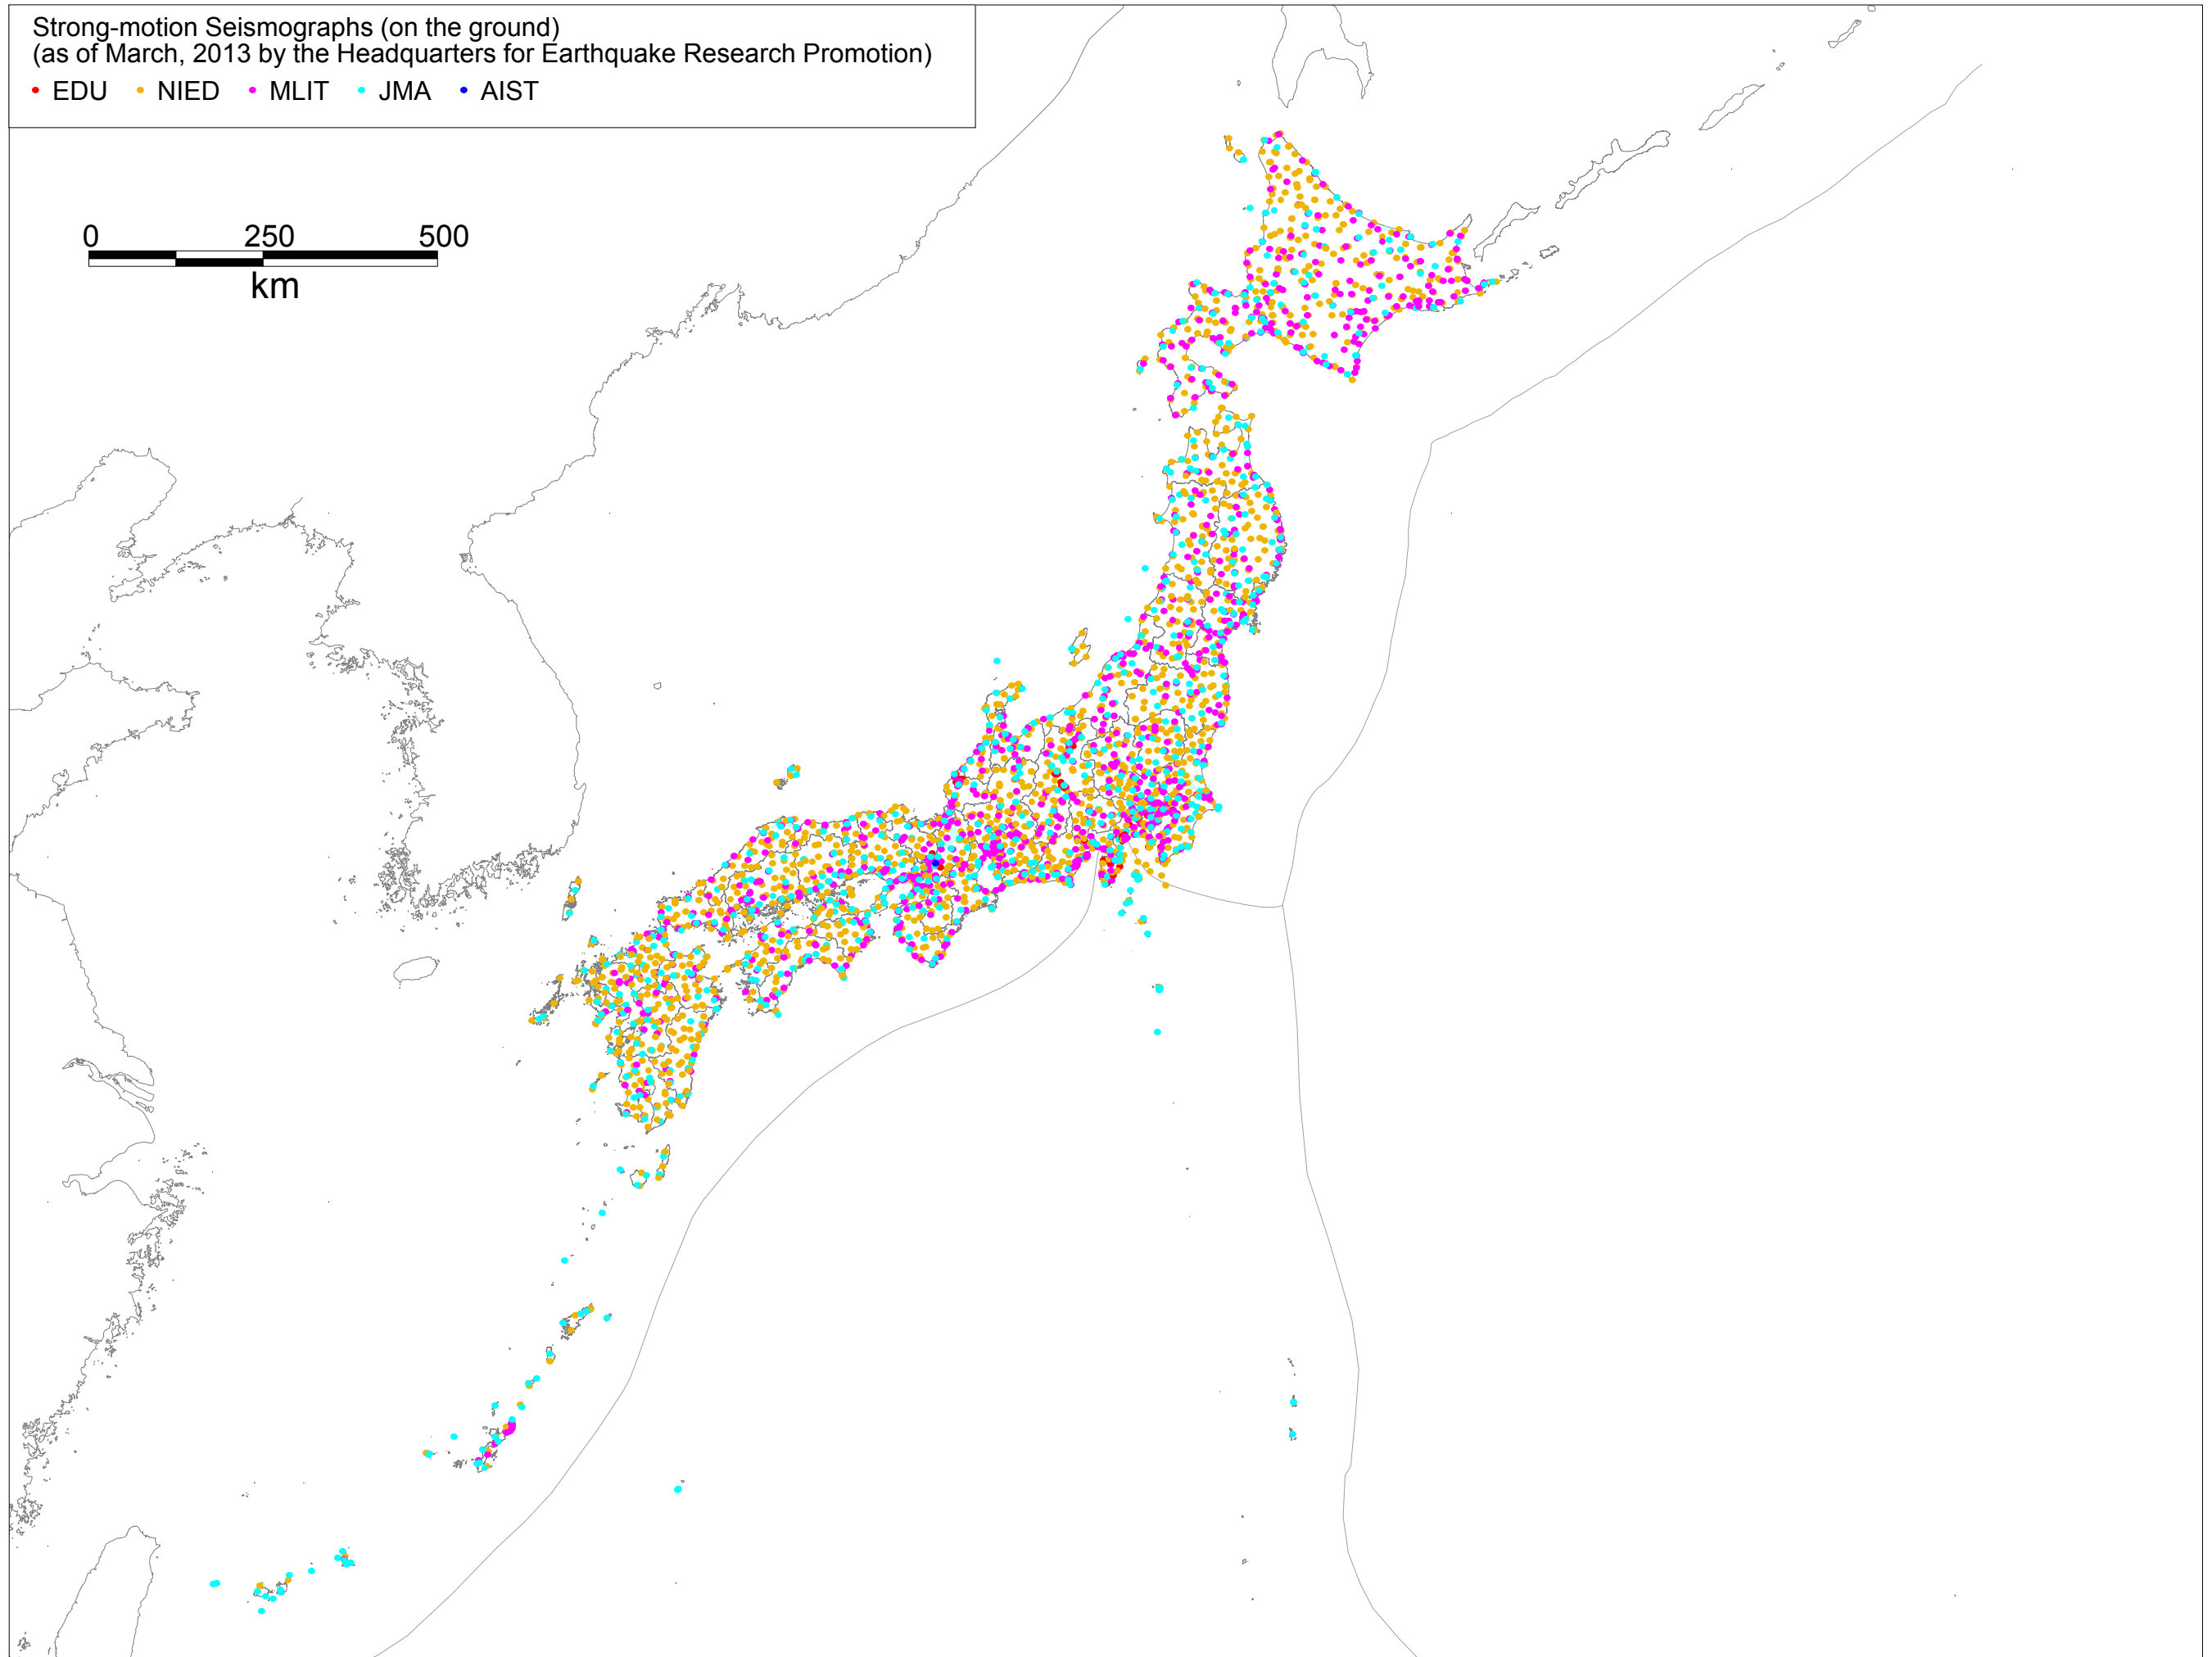 Strong-motion Seismographs (on the ground)
(as of March, 2013 by the Headquarters for Earthquake Research Promotion)
EDU NIED MLIT JMA AIST
0 250 500
km